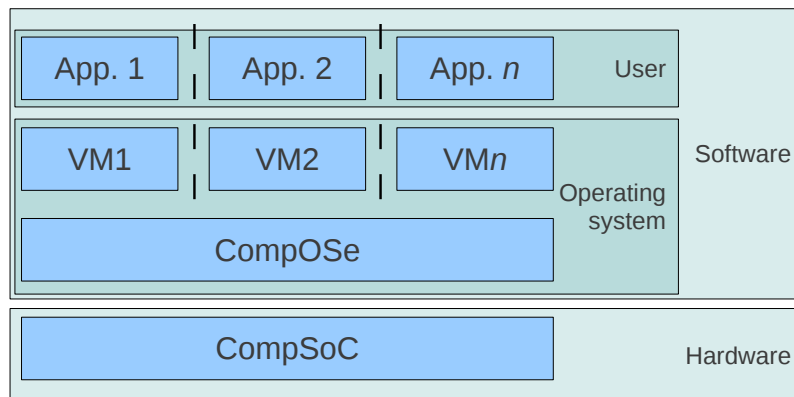 App. 1
App. 2
App. n
User
VM1
VM2
VMn
Software
Operating
system
CompOSe
CompSoC
Hardware